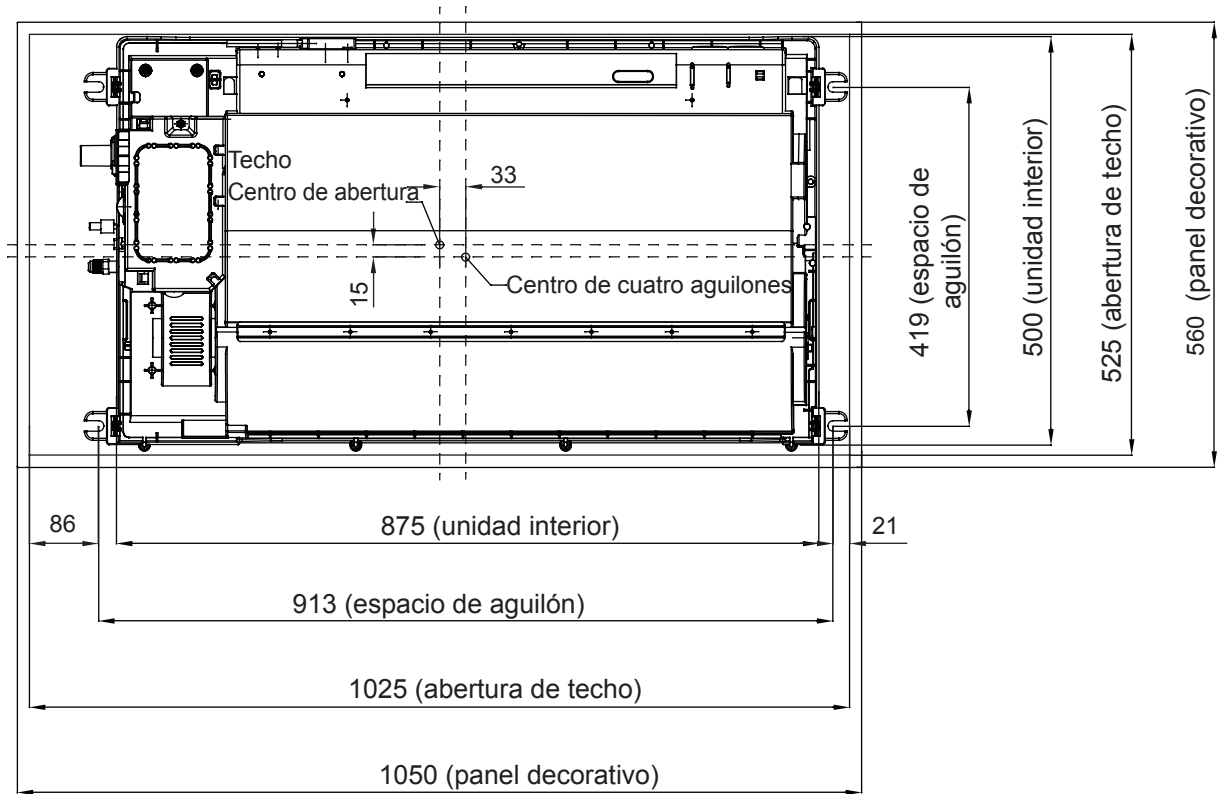 Techo
Centro de abertura
33
15
Centro de cuatro aguilones
419 (espacio de
aguilón)
500 (unidad interior)
525 (abertura de techo)
560 (panel decorativo)
86
875 (unidad interior)
21
913 (espacio de aguilón)
1025 (abertura de techo)
1050 (panel decorativo)